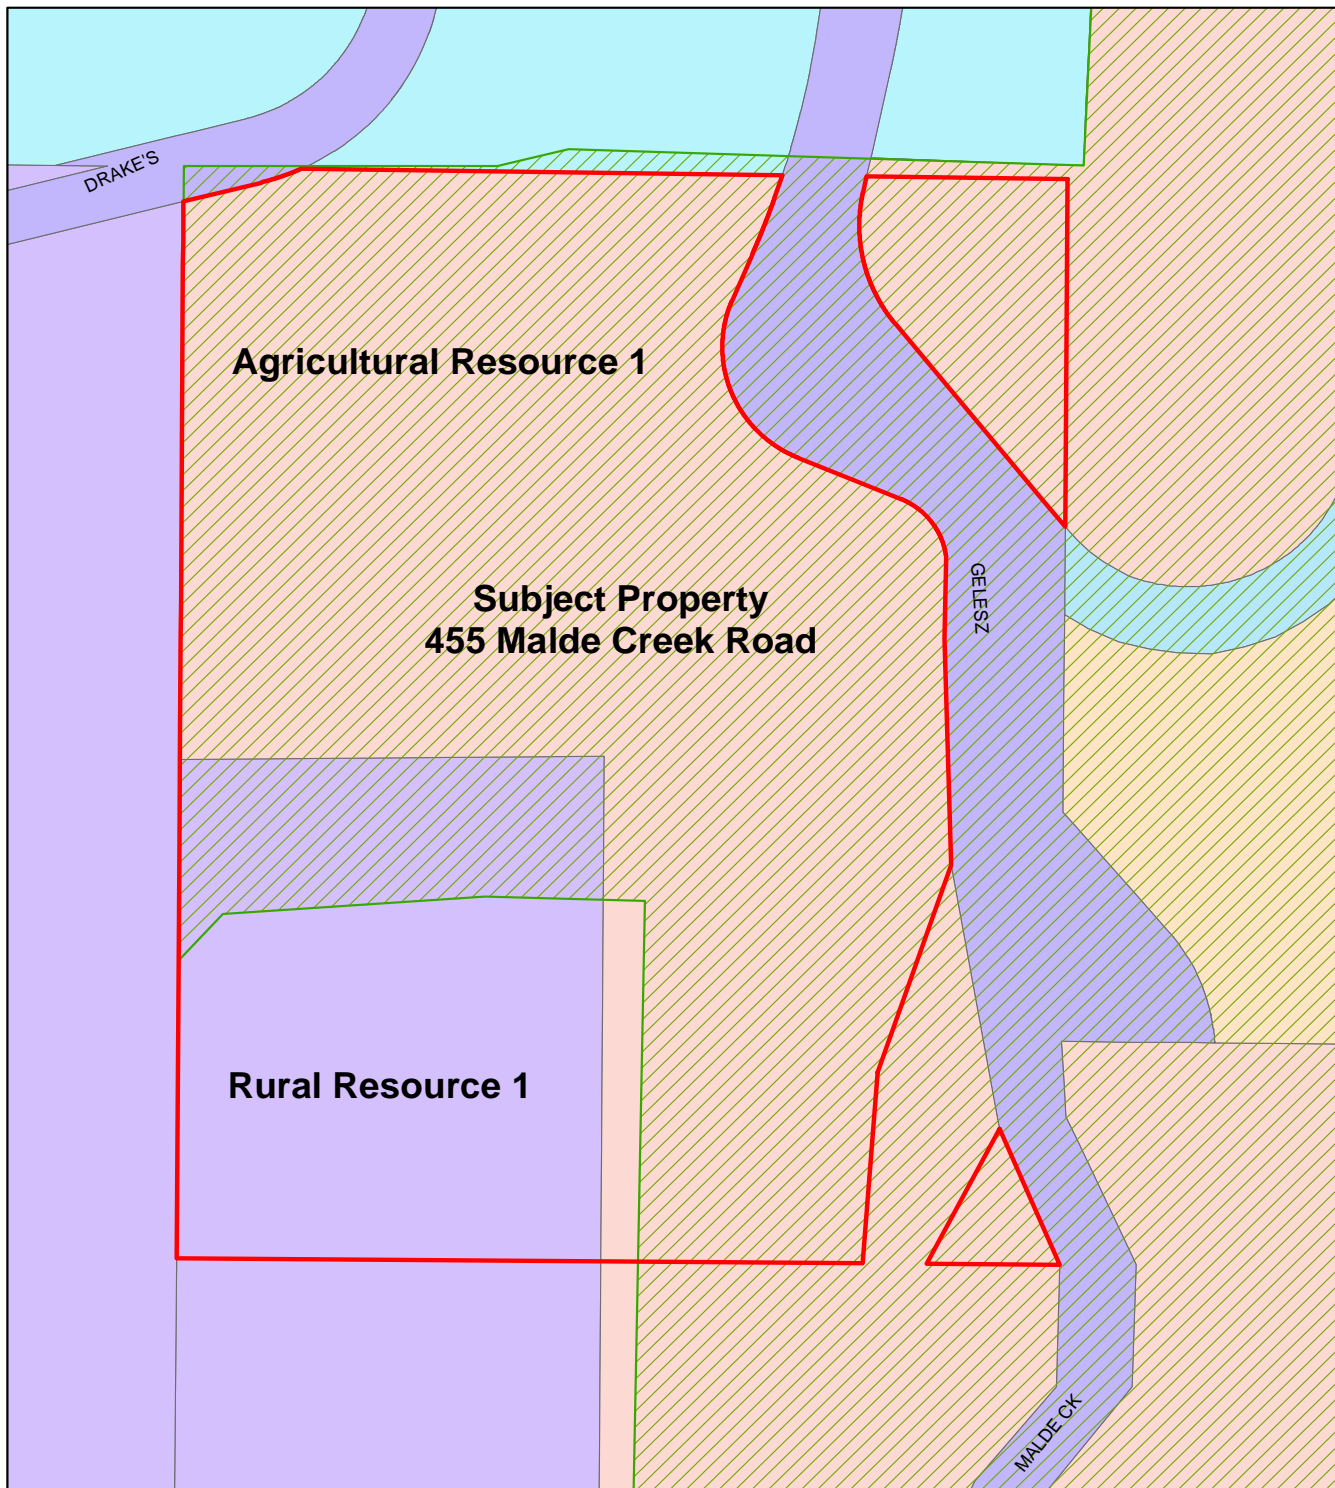 DRAKE'S
Agricultural Resource 1
GELESZ
Subject Property
455 Malde Creek Road
Rural Resource 1
MALDE CK